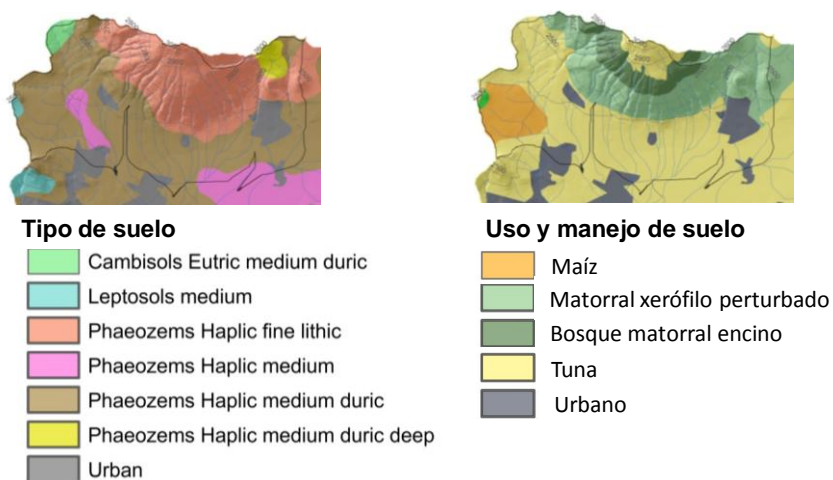 Tipo de suelo
Cambisols Eutric medium duric
Leptosols medium
Phaeozems Haplic fine lithic
Phaeozems Haplic medium
Phaeozems Haplic medium duric
Phaeozems Haplic medium duric deep
Urban
Uso y manejo de suelo
Maíz
Matorral xerófilo perturbado
Bosque matorral encino
Tuna
Urbano